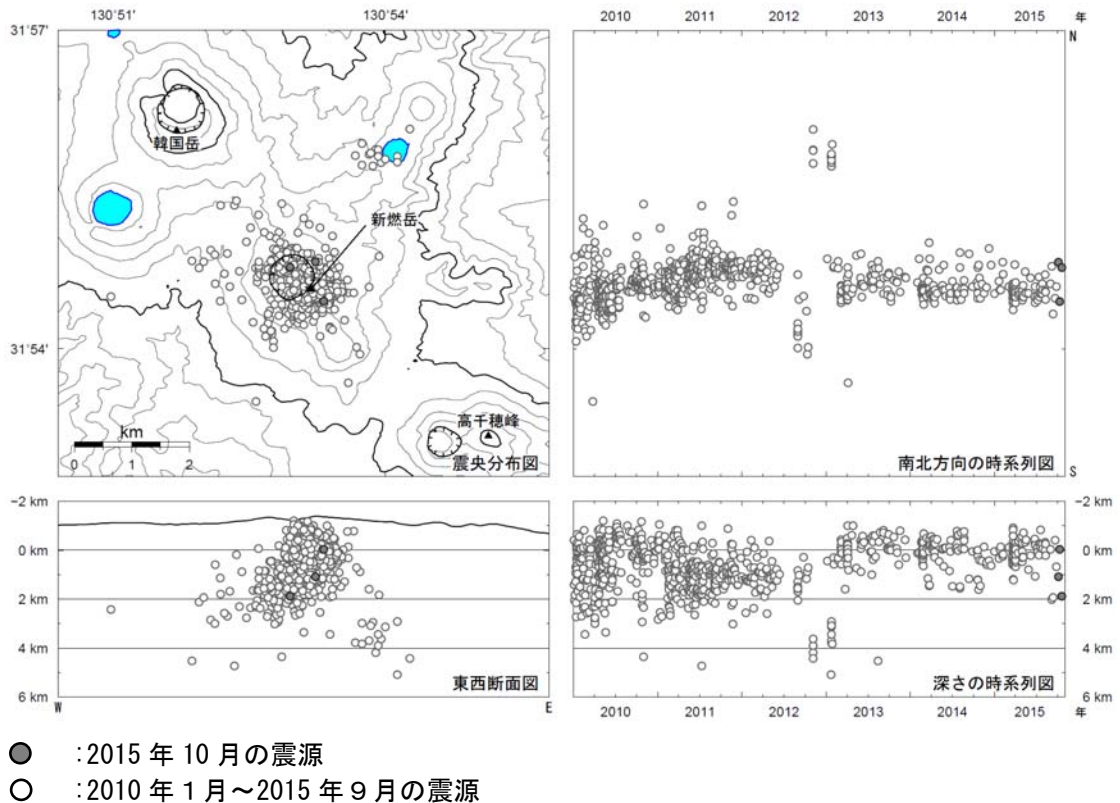 130°51' 130°54'
2010 2011 2012 2013 2014 2015 年
31°57'
N
韓国岳
新燃岳
31°54'
高千穂峰
km
0 1 2
震央分布図
南北方向の時系列図
S
-2 km -2 km
0 km 0 km
2 km 2 km
4 km 4 km
東西断面図
深さの時系列図
6 km 6 km
W E
2010 2011 2012 2013 2014 2015 年
:2015 年 10 月の震源
:2010 年 1 月~2015 年 9 月の震源